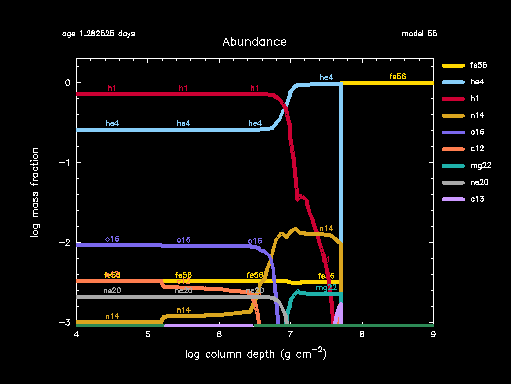 age 1.282525 days
model 55
Abundance
he4
fe56
fe56
0
h1
h1
h1
he4
h1
he4
he4
he4
n14
−1
o16
c12
mg22
ne20
c13
log mass fraction
−2
o16
o16
o16
n14
fe56
fe56
fe56
fe56
ne20
ne20
ne20
mg22
n14
n14
−3
4
5
6
7
8
9
log column depth (g cm⁻²)